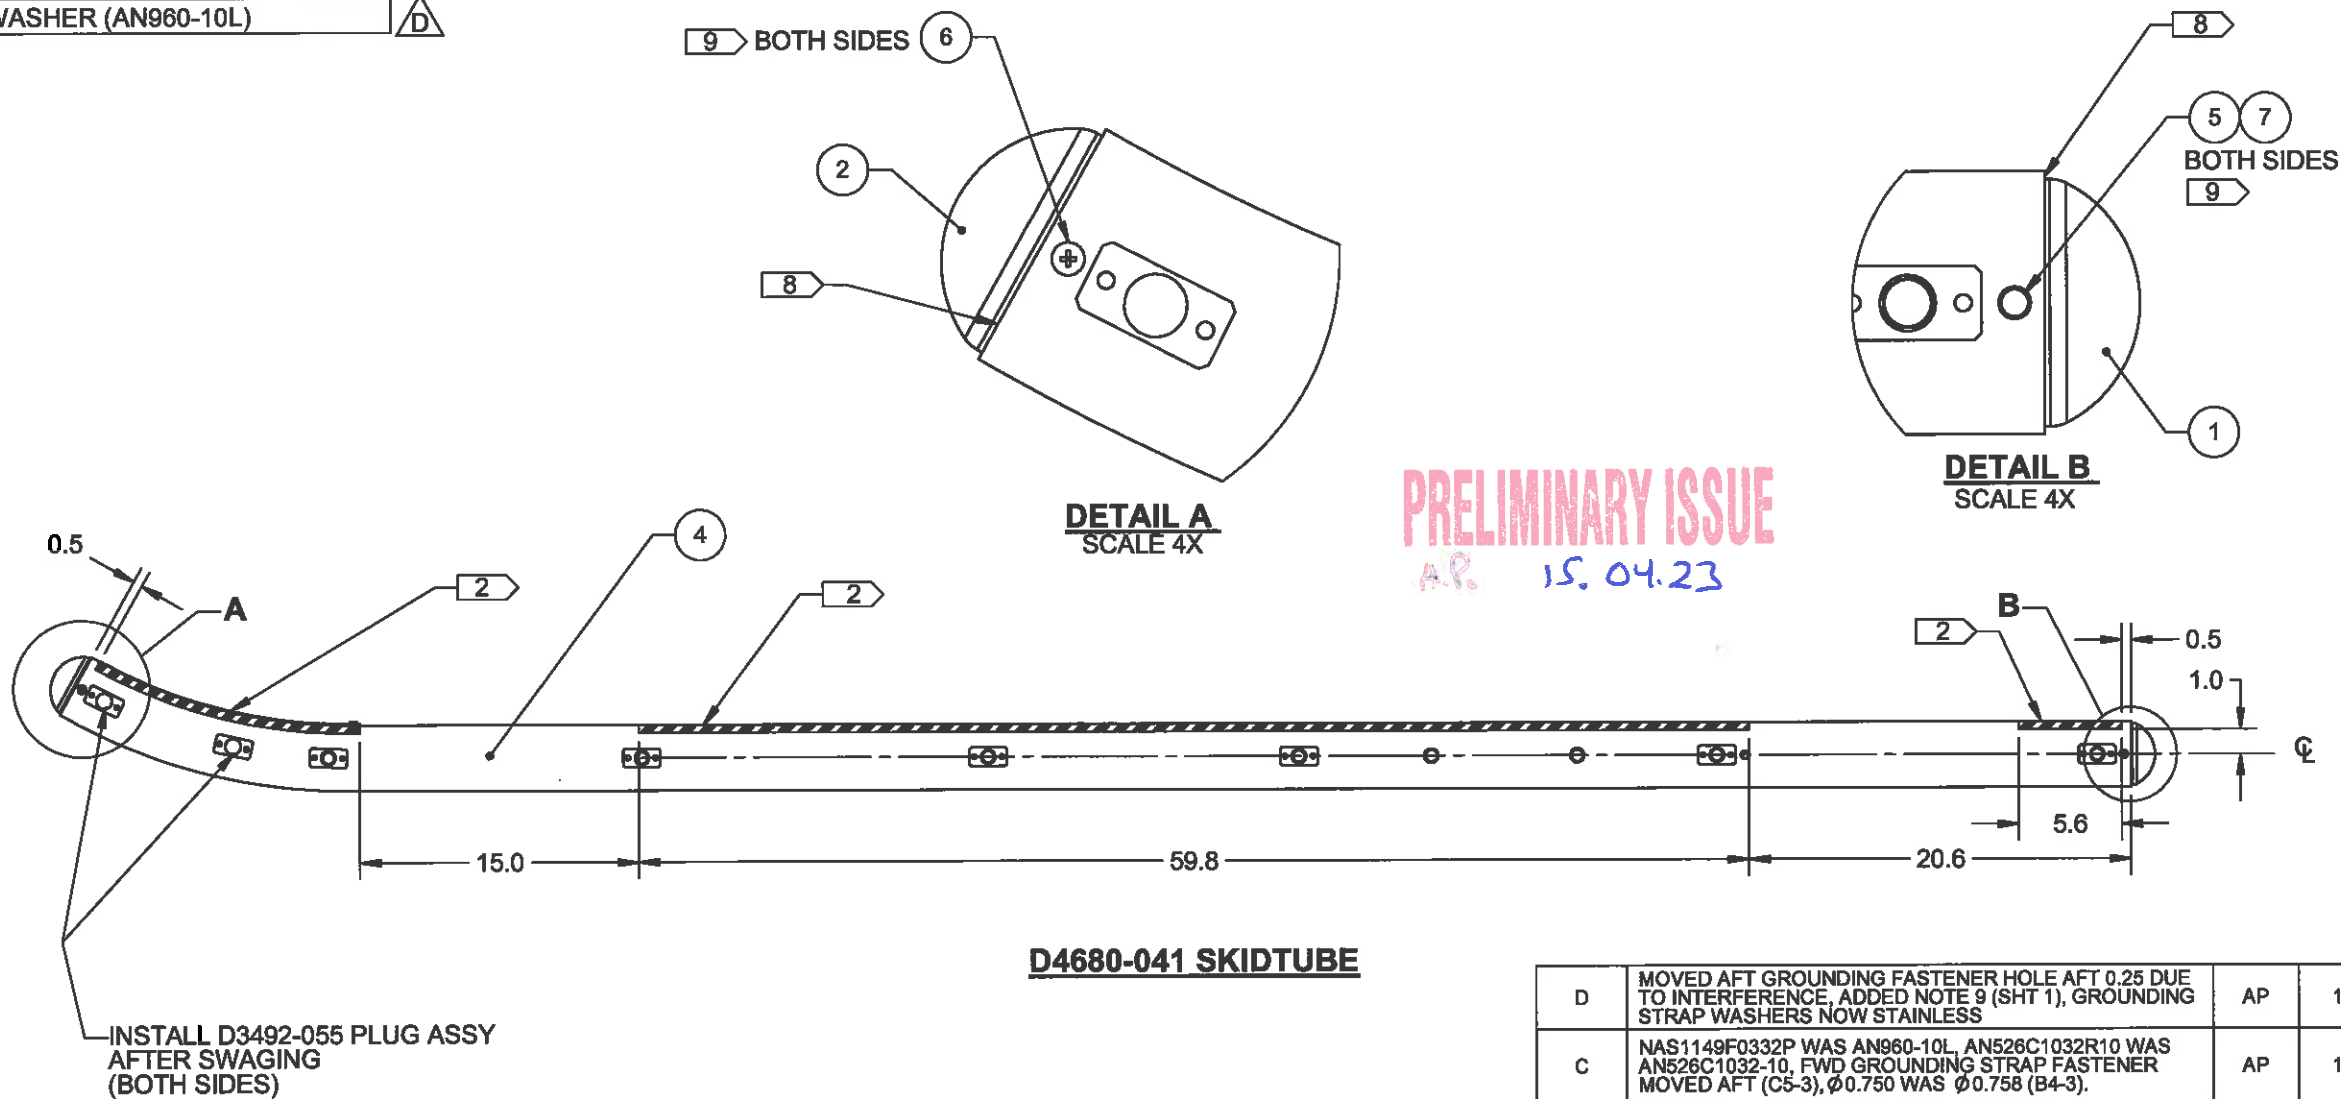 WASHER (AN960-10L)
D
9 BOTH SIDES 6
2
8
DETAIL A
SCALE 4X
8
5 7
BOTH SIDES
9
1
DETAIL B
SCALE 4X
PRELIMINARY ISSUE
A.P. 15.04.23
0.5
A
2
4
2
2
B
0.5
1.0
℄
5.6
15.0
59.8
20.6
INSTALL D3492-055 PLUG ASSY
AFTER SWAGING
(BOTH SIDES)
D4680-041 SKIDTUBE
D MOVED AFT GROUNDING FASTENER HOLE AFT 0.25 DUE AP 1
TO INTERFERENCE, ADDED NOTE 9 (SHT 1), GROUNDING
STRAP WASHERS NOW STAINLESS
C NAS1149F0332P WAS AN960-10L, AN526C1032R10 WAS AP 1
AN526C1032-10, FWD GROUNDING STRAP FASTENER
MOVED AFT (C5-3), Ø0.750 WAS Ø0.758 (B4-3).